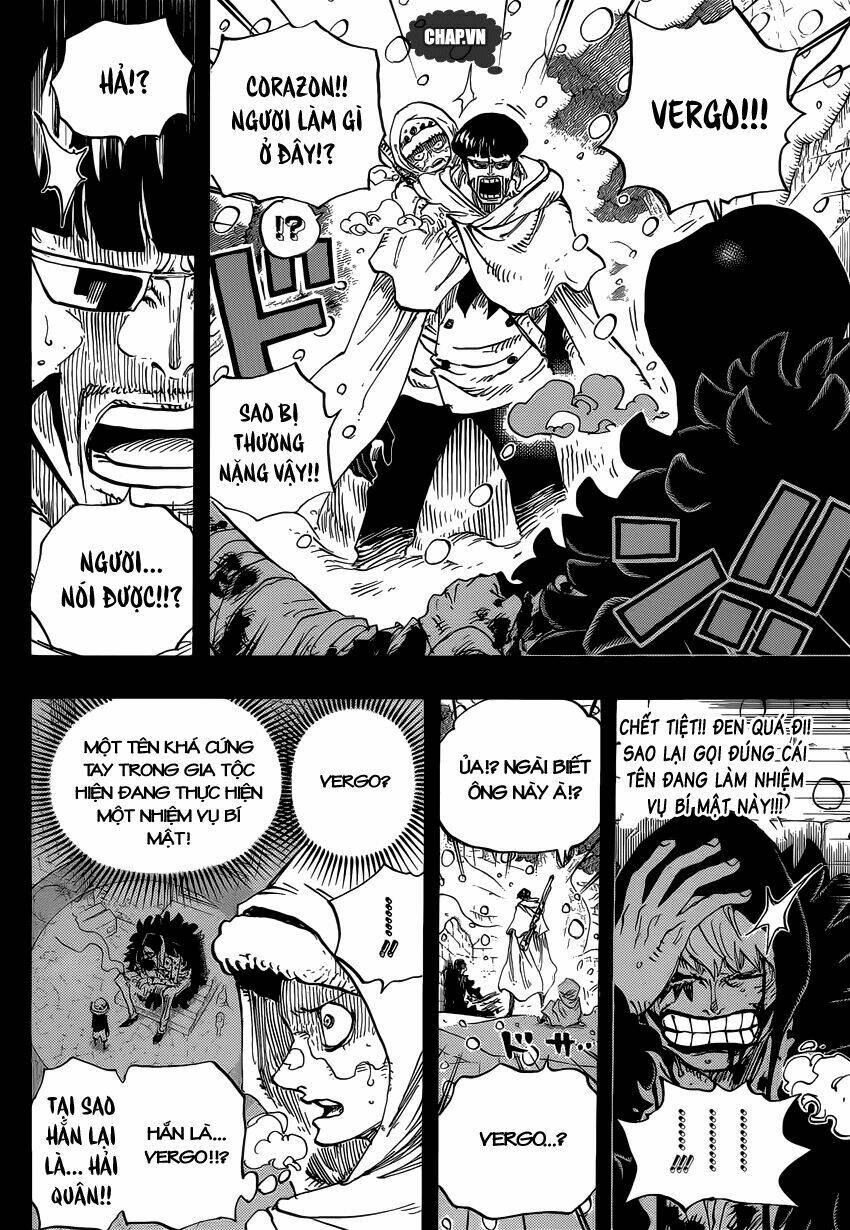 CHAP.VN
VERGO!!!
CORAZON!!
NGƯƠI LÀM GÌ
Ở ĐÂY!?
!?
ド
SAO BỊ
THƯƠNG
NẶNG VẬY!!
HẢ!?
NGƯƠI...
NÓI ĐƯỢC!!?
CHẾT TIỆT!! ĐEN QUÁ ĐI!
SAO LẠI GỌI ĐÚNG CÁI
TÊN ĐANG LÀM NHIỆM
VỤ BÍ MẬT NÀY!!!
!!!
ỦA!? NGÀI BIẾT
ÔNG NÀY À!?
ドサ..
VERGO...?
VERGO?
MỘT TÊN KHÁ CỨNG
TAY TRONG GIA TỘC
HIỆN ĐANG THỰC HIỆN
MỘT NHIỆM VỤ BÍ
MẬT!
HẮN LÀ...
VERGO!!?
TẠI SAO
HẮN LẠI
LÀ... HẢI
QUÂN!!